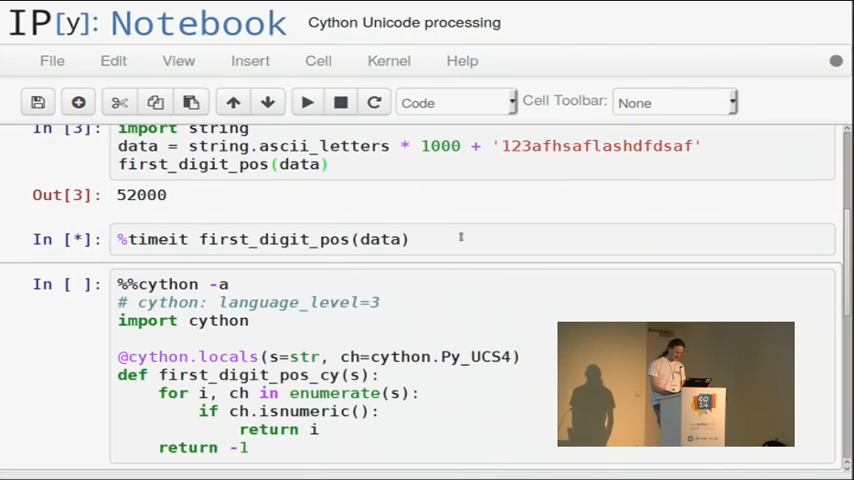 IP[y]: Notebook Cython Unicode processing
File Edit View Insert Cell Kernel Help
Code Cell Toolbar: None
In [3]: import string
data = string.ascii_letters * 1000 + '123afhsaflashdfdsaf'
first_digit_pos(data)
Out[3]: 52000
In [*]: %timeit first_digit_pos(data)
In [ ]: %%cython -a
# cython: language_level=3
import cython
@cython.locals(s=str, ch=cython.Py_UCS4)
def first_digit_pos_cy(s):
for i, ch in enumerate(s):
if ch.isnumeric():
return i
return -1